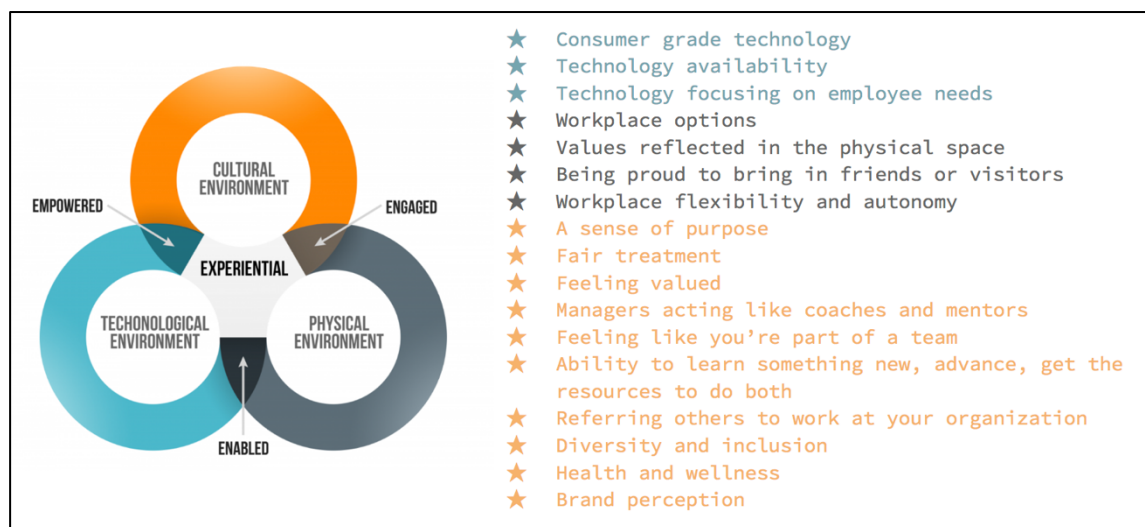 CULTURAL
ENVIRONMENT
EMPOWERED
ENGAGED
EXPERIENTIAL
TECHONOLOGICAL
ENVIRONMENT
PHYSICAL
ENVIRONMENT
ENABLED
★ Consumer grade technology
★ Technology availability
★ Technology focusing on employee needs
★ Workplace options
★ Values reflected in the physical space
★ Being proud to bring in friends or visitors
★ Workplace flexibility and autonomy
★ A sense of purpose
★ Fair treatment
★ Feeling valued
★ Managers acting like coaches and mentors
★ Feeling like you’re part of a team
★ Ability to learn something new, advance, get the
resources to do both
★ Referring others to work at your organization
★ Diversity and inclusion
★ Health and wellness
★ Brand perception